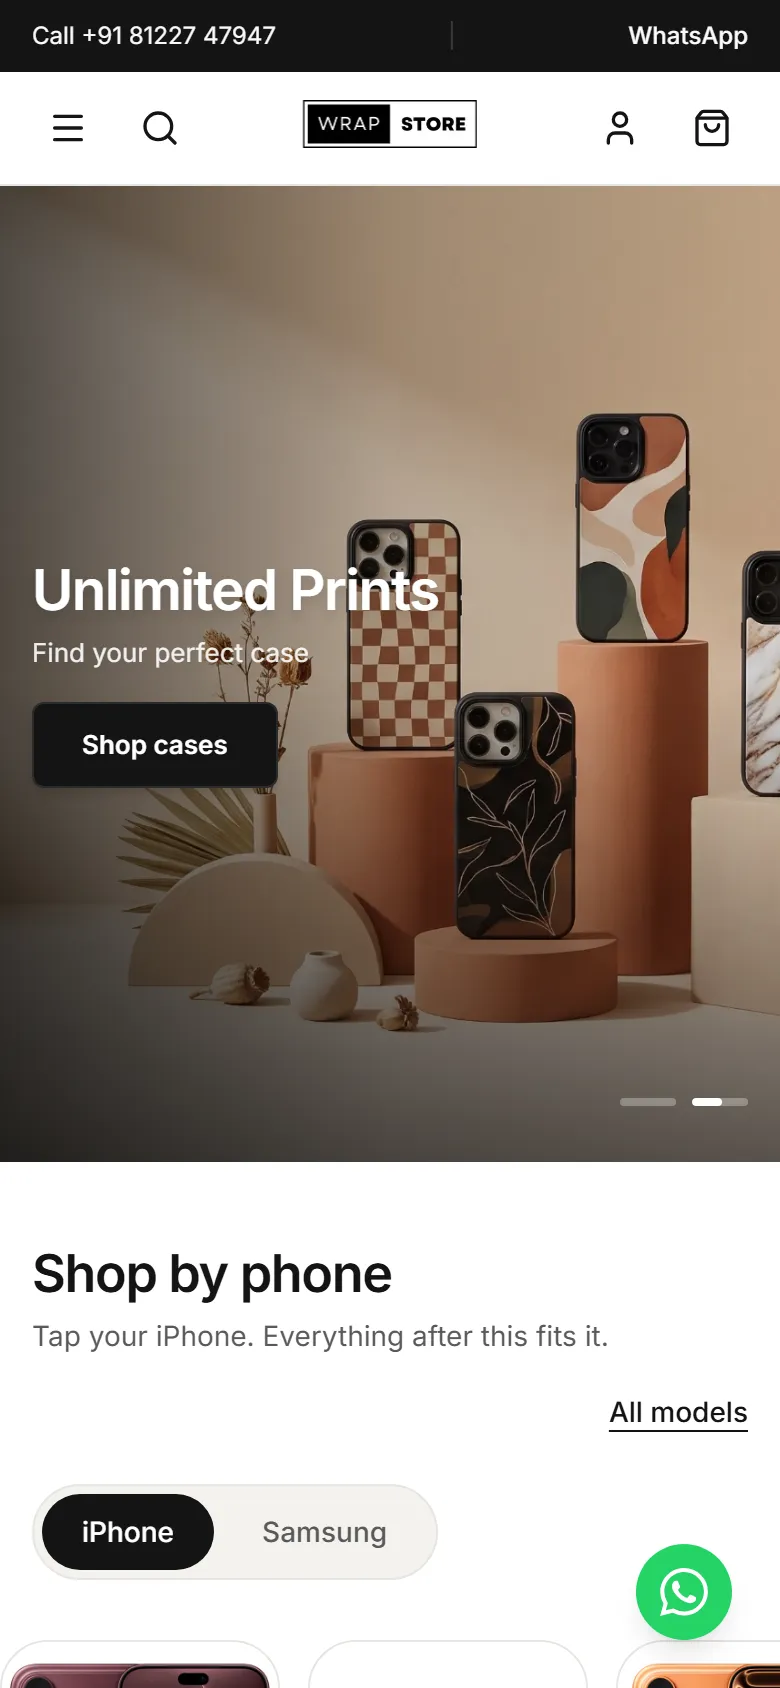 Call +91 81227 47947
WhatsApp
WRAP STORE
Unlimited Prints
Find your perfect case
Shop cases
Shop by phone
Tap your iPhone. Everything after this fits it.
All models
iPhone
Samsung